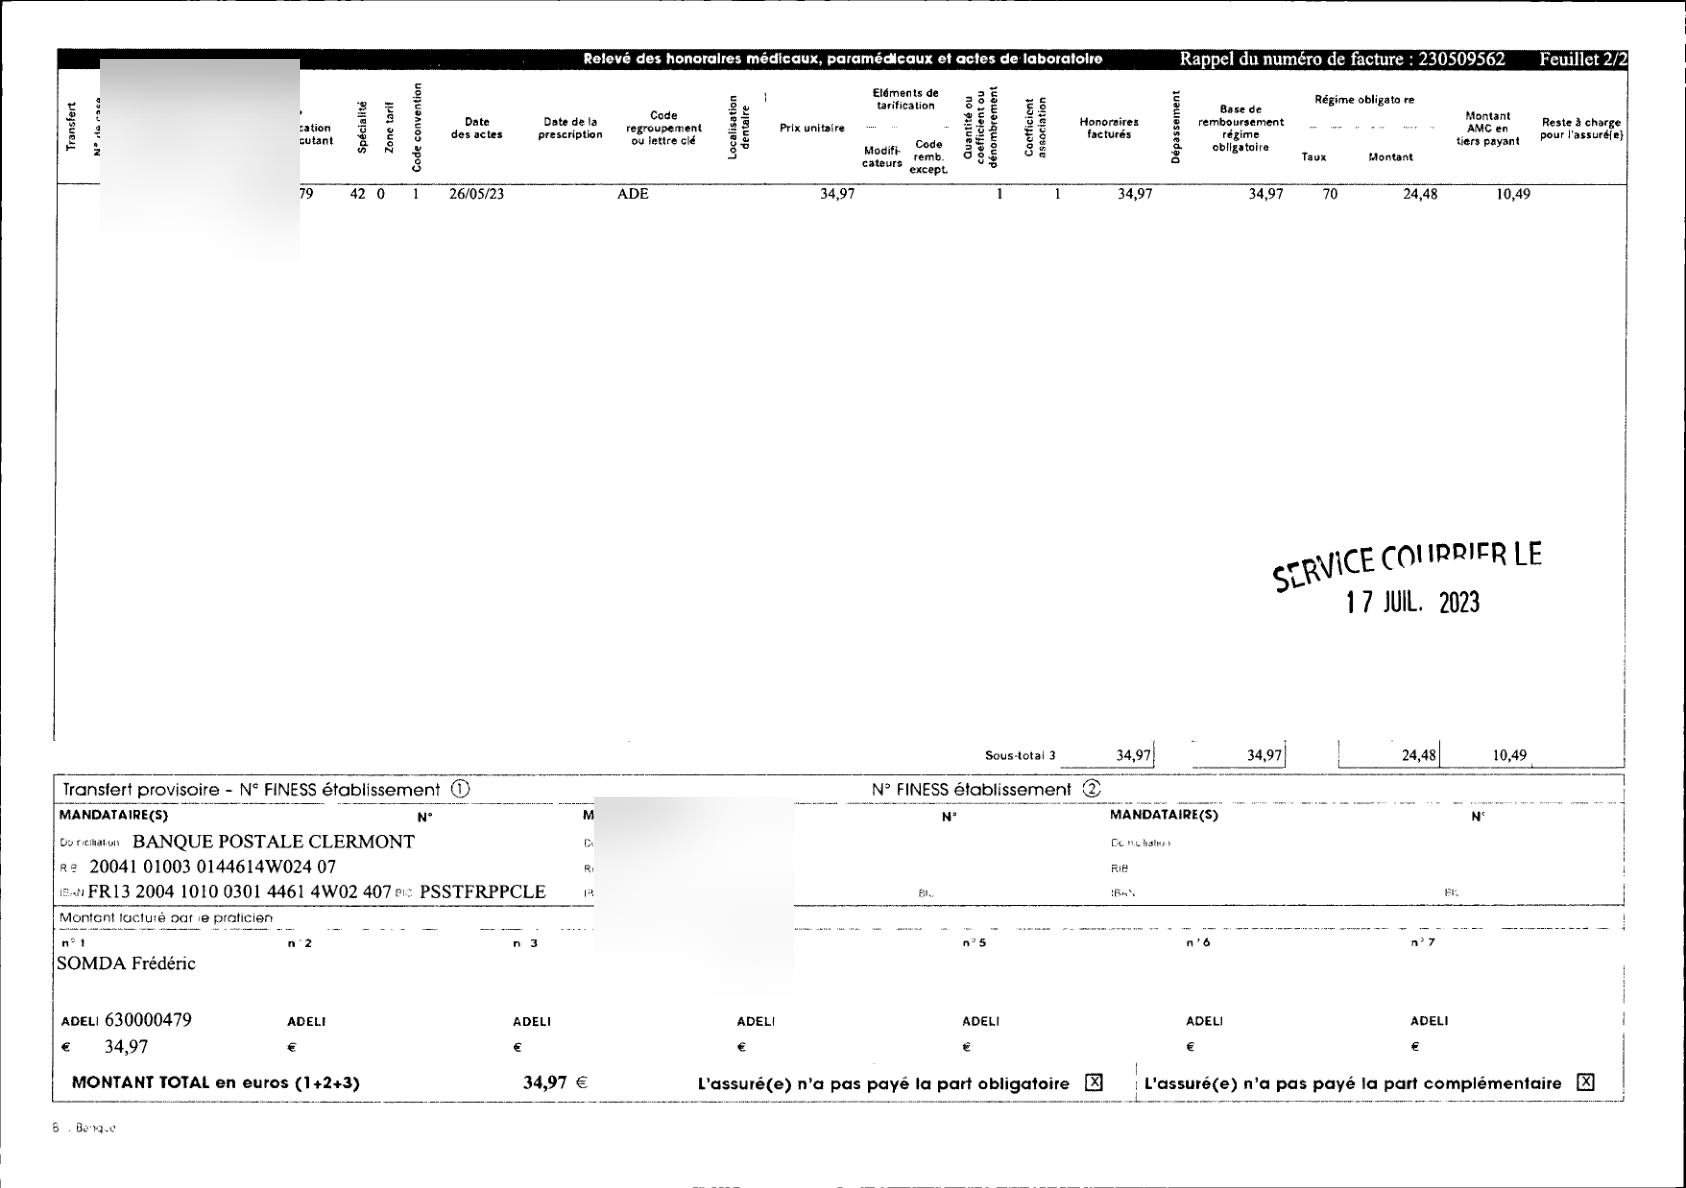 Relevé des honoraires médicaux, paramédicaux et actes de laboratoire Rappel du numéro de facture : 230509562 Feuillet 2/2
Transfert
Spécialité
Zone tarif
Code convention
Date des actes
Date de la prescription
Code regroupement ou lettre clé
Localisation dentaire
Prix unitaire
Eléments de tarification
Modifi-cateurs
Code remb. except.
Quantité ou coefficient ou dénombrement
Coefficient association
Honoraires facturés
Dépassement
Base de remboursement régime obligatoire
Régime obligato re
Taux Montant
Montant AMC en tiers payant
Reste à charge pour l'assuré(e)
79 42 0 1 26/05/23 ADE 34,97 1 1 34,97 34,97 70 24,48 10,49
SERVICE COURRIER LE
17 JUIL. 2023
Sous-total 3 34,97 34,97 24,48 10,49
Transfert provisoire - N° FINESS établissement ① N° FINESS établissement ②
MANDATAIRE(S) N° N° MANDATAIRE(S) N°
Domiciliation BANQUE POSTALE CLERMONT
RIB 20041 01003 0144614W024 07 RIB
IBAN FR13 2004 1010 0301 4461 4W02 407 BIC PSSTFRPPCLE BIC IBAN BIC
Montant facturé par le praticien
n° 1 n° 2 n 3 n° 5 n° 6 n° 7
SOMDA Frédéric
ADELI 630000479 ADELI ADELI ADELI ADELI ADELI ADELI
€ 34,97 € € € € € €
MONTANT TOTAL en euros (1+2+3) 34,97 € L'assuré(e) n'a pas payé la part obligatoire X L'assuré(e) n'a pas payé la part complémentaire X